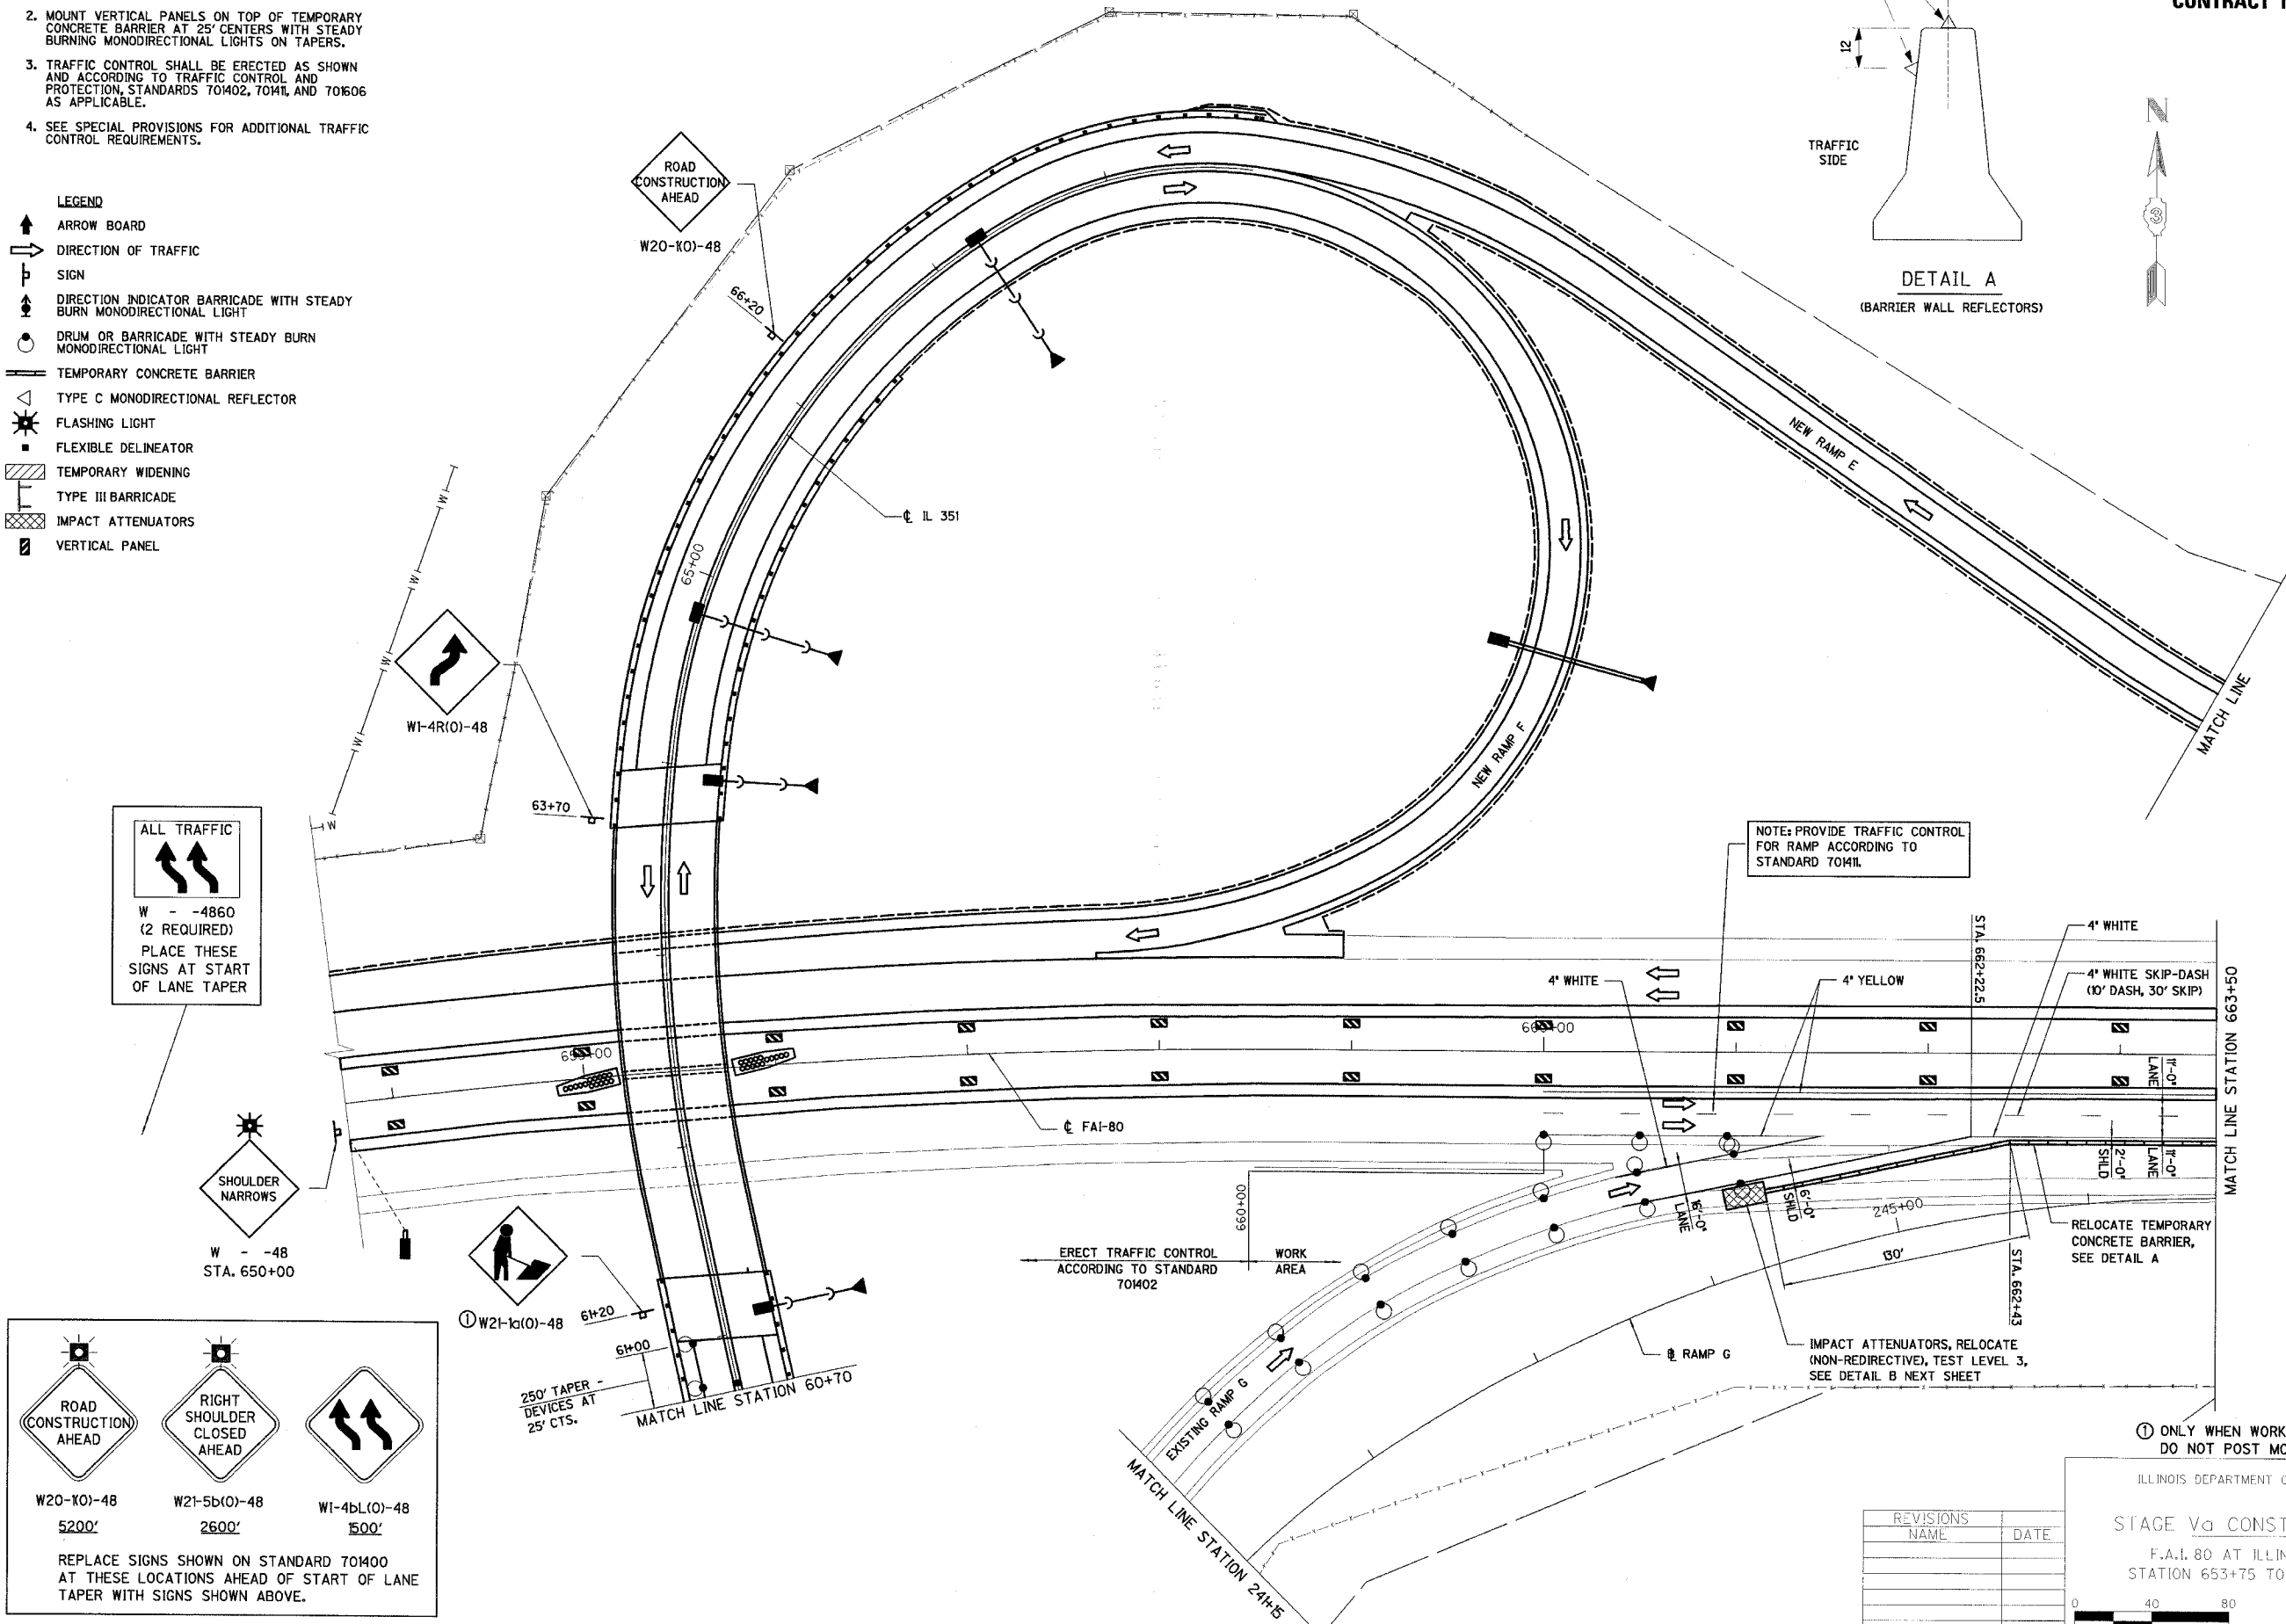 2. MOUNT VERTICAL PANELS ON TOP OF TEMPORARY
CONCRETE BARRIER AT 25' CENTERS WITH STEADY
BURNING MONODIRECTIONAL LIGHTS ON TAPERS.
3. TRAFFIC CONTROL SHALL BE ERECTED AS SHOWN
AND ACCORDING TO TRAFFIC CONTROL AND
PROTECTION, STANDARDS 701402, 701411, AND 701606
AS APPLICABLE.
4. SEE SPECIAL PROVISIONS FOR ADDITIONAL TRAFFIC
CONTROL REQUIREMENTS.
LEGEND
ARROW BOARD
DIRECTION OF TRAFFIC
SIGN
DIRECTION INDICATOR BARRICADE WITH STEADY
BURN MONODIRECTIONAL LIGHT
DRUM OR BARRICADE WITH STEADY BURN
MONODIRECTIONAL LIGHT
TEMPORARY CONCRETE BARRIER
TYPE C MONODIRECTIONAL REFLECTOR
FLASHING LIGHT
FLEXIBLE DELINEATOR
TEMPORARY WIDENING
TYPE III BARRICADE
IMPACT ATTENUATORS
VERTICAL PANEL
CONTRACT
12
TRAFFIC
SIDE
DETAIL A
(BARRIER WALL REFLECTORS)
N
3
ROAD
CONSTRUCTION
AHEAD
W20-1(O)-48
66+20
℄ IL 351
65+00
W1-4R(O)-48
63+70
NEW RAMP E
NEW RAMP F
MATCH LINE
W
W
W
W
W
W
ALL TRAFFIC
W - -4860
(2 REQUIRED)
PLACE THESE
SIGNS AT START
OF LANE TAPER
NOTE: PROVIDE TRAFFIC CONTROL
FOR RAMP ACCORDING TO
STANDARD 701411.
STA. 662+22.5
4" WHITE
4" WHITE SKIP-DASH
(10' DASH, 30' SKIP)
4" WHITE
4" YELLOW
655+00
660+00
11'-0"
LANE
11'-0"
LANE
2'-0"
SHLD
MATCH LINE STATION 663+50
℄ FAI-80
SHOULDER
NARROWS
W - -48
STA. 650+00
① W21-1a(O)-48
61+20
61+00
250' TAPER -
DEVICES AT
25' CTS.
MATCH LINE STATION 60+70
660+00
ERECT TRAFFIC CONTROL
ACCORDING TO STANDARD
701402
WORK
AREA
16'-0"
LANE
6'-0"
SHLD
245+00
130'
STA. 662+43
RELOCATE TEMPORARY
CONCRETE BARRIER,
SEE DETAIL A
IMPACT ATTENUATORS, RELOCATE
(NON-REDIRECTIVE), TEST LEVEL 3,
SEE DETAIL B NEXT SHEET
℄ RAMP G
EXISTING RAMP G
MATCH LINE STATION 241+15
ROAD
CONSTRUCTION
AHEAD
W20-1(O)-48
5200'
RIGHT
SHOULDER
CLOSED
AHEAD
W21-5b(O)-48
2600'
W1-4bL(O)-48
1500'
REPLACE SIGNS SHOWN ON STANDARD 701400
AT THESE LOCATIONS AHEAD OF START OF LANE
TAPER WITH SIGNS SHOWN ABOVE.
① ONLY WHEN WORK
DO NOT POST
ILLINOIS DEPARTMENT
REVISIONS
NAME DATE
STAGE Va
F.A.I. 80 AT
STATION 653+75 TO
0 40 80